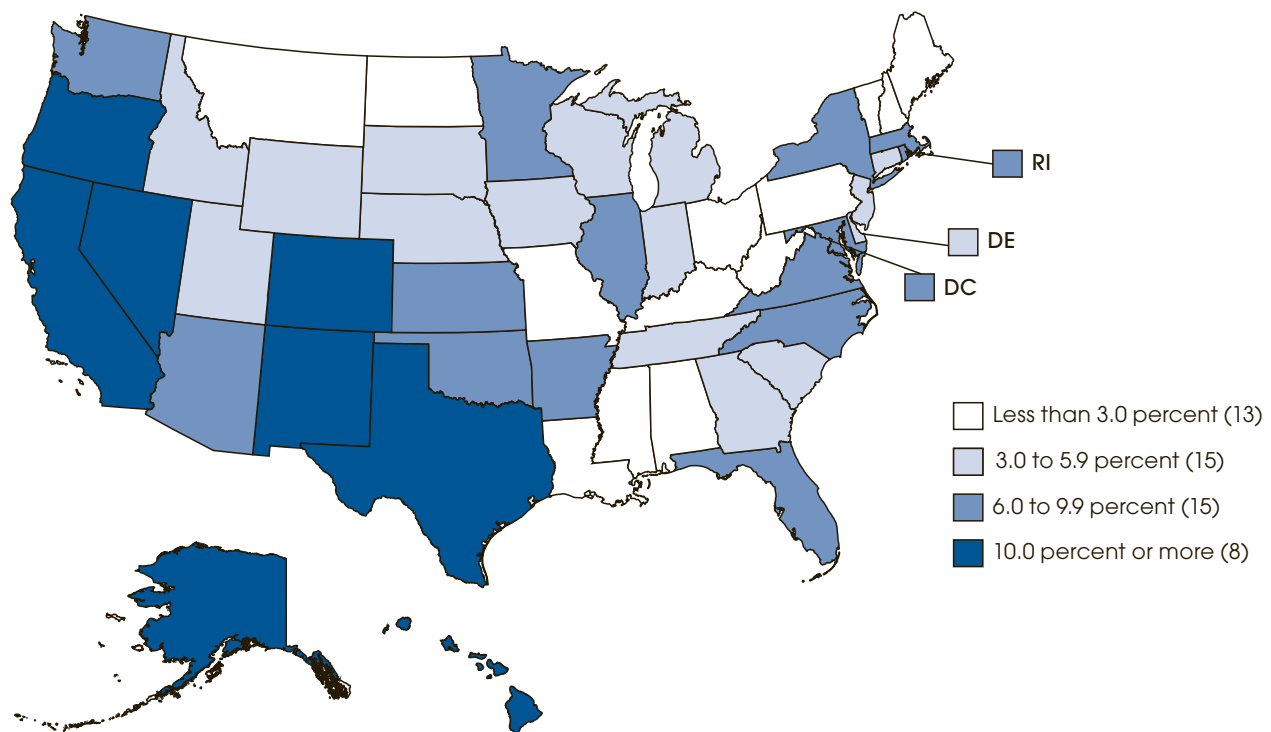 RI
DE
DC
Less than 3.0 percent (13)
3.0 to 5.9 percent (15)
6.0 to 9.9 percent (15)
10.0 percent or more (8)